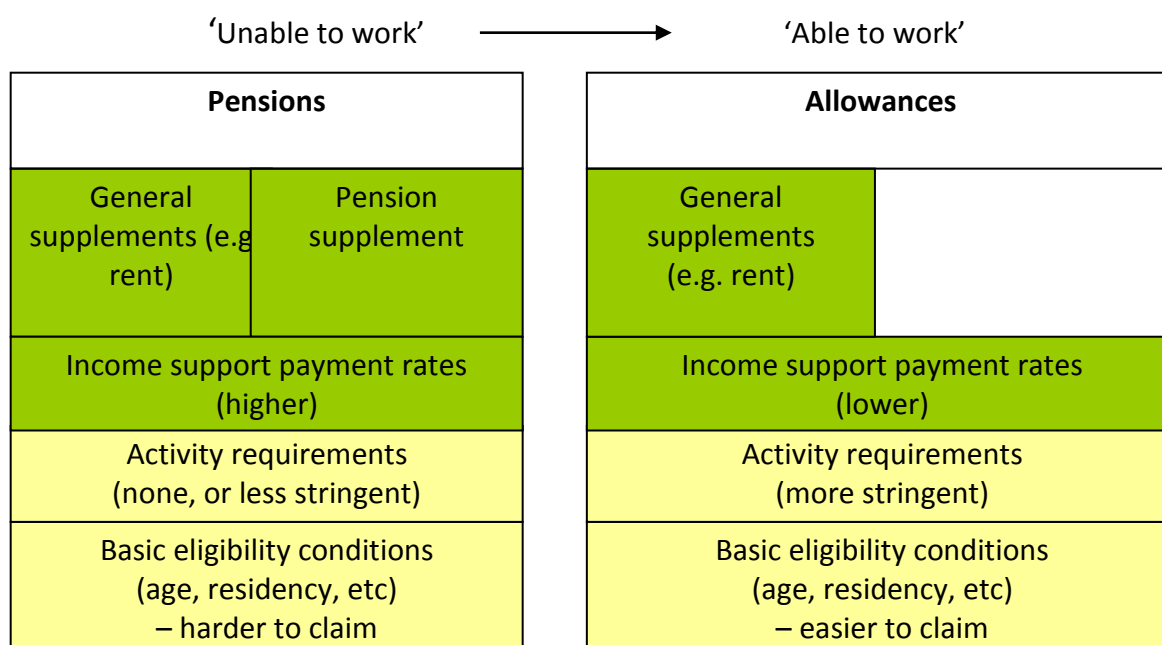 ‘Unable to work’
‘Able to work’
Pensions
General
supplements (e.g
rent)
Pension
supplement
Income support payment rates
(higher)
Activity requirements
(none, or less stringent)
Basic eligibility conditions
(age, residency, etc)
– harder to claim
Allowances
General
supplements
(e.g. rent)
Income support payment rates
(lower)
Activity requirements
(more stringent)
Basic eligibility conditions
(age, residency, etc)
– easier to claim